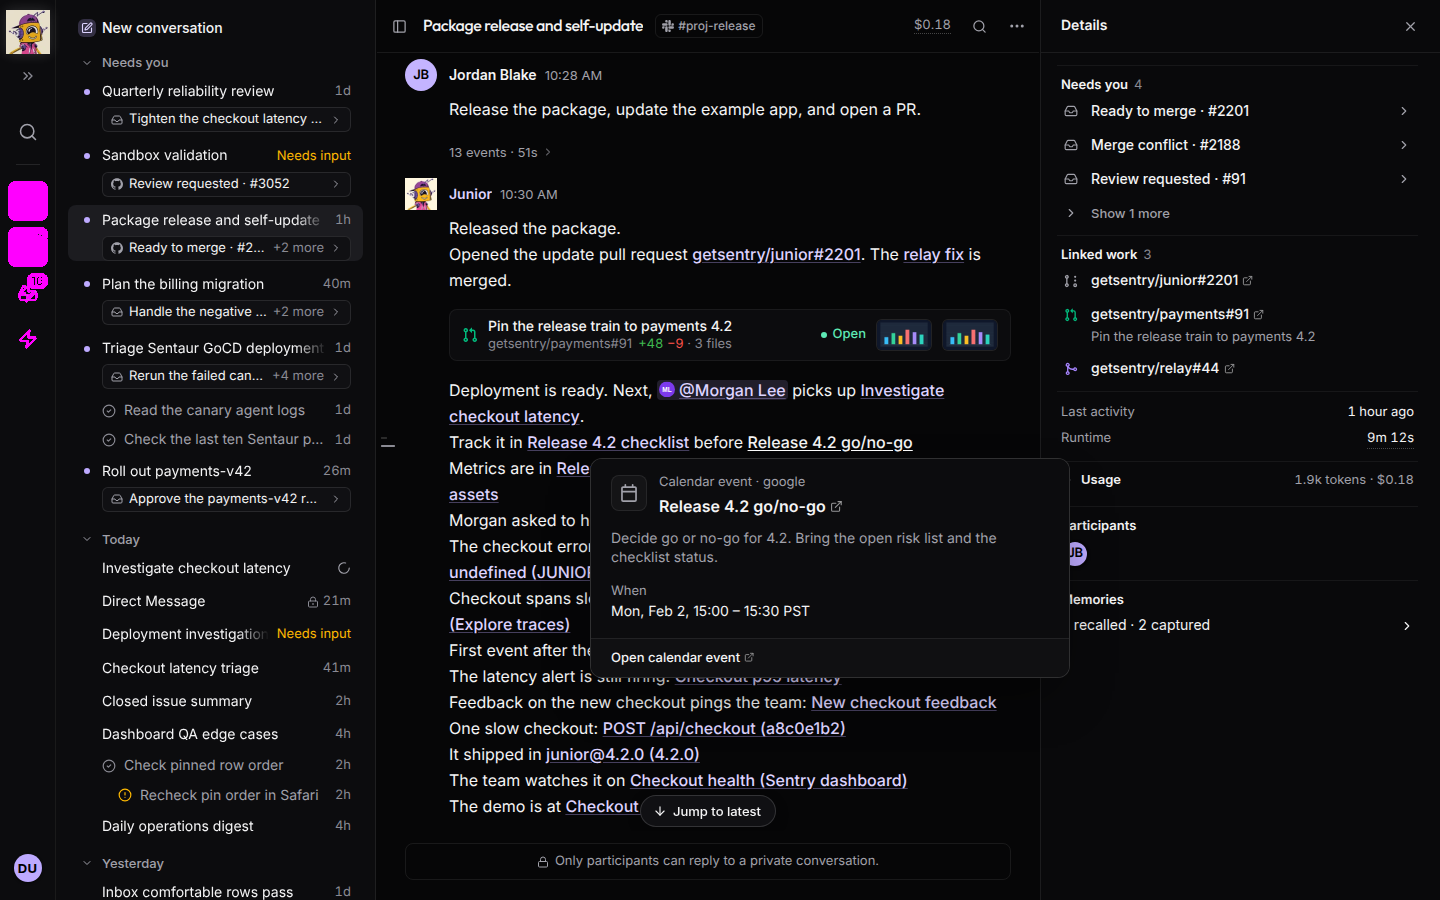 New conversation
Needs you
Quarterly reliability review 1d
Tighten the checkout latency ...
Sandbox validation Needs input
Review requested · #3052
Package release and self-update 1h
Ready to merge · #2... +2 more
Plan the billing migration 40m
Handle the negative ... +2 more
Triage Sentaur GoCD deployment 1d
Rerun the failed can... +4 more
Read the canary agent logs 1d
Check the last ten Sentaur p... 1d
Roll out payments-v42 26m
Approve the payments-v42 r...
Today
Investigate checkout latency
Direct Message 21m
Deployment investigation Needs input
Checkout latency triage 41m
Closed issue summary 2h
Dashboard QA edge cases 4h
Check pinned row order 2h
Recheck pin order in Safari 2h
Daily operations digest 4h
Yesterday
Inbox comfortable rows pass 1d
DU
Package release and self-update #proj-release $0.18
JB Jordan Blake 10:28 AM
Release the package, update the example app, and open a PR.
13 events · 51s
Junior 10:30 AM
Released the package.
Opened the update pull request getsentry/junior#2201. The relay fix is
merged.
Pin the release train to payments 4.2
getsentry/payments#91 +48 −9 · 3 files
Open
Deployment is ready. Next, ML @Morgan Lee picks up Investigate
checkout latency.
Track it in Release 4.2 checklist before Release 4.2 go/no-go
Metrics are in Rele
assets
Morgan asked to h
The checkout erro
undefined (JUNIOR
Checkout spans sl
(Explore traces)
First event after the
The latency alert is still firing: Checkout p95 latency
Feedback on the new checkout pings the team: New checkout feedback
One slow checkout: POST /api/checkout (a8c0e1b2)
It shipped in junior@4.2.0 (4.2.0)
The team watches it on Checkout health (Sentry dashboard)
The demo is at Checkout
Jump to latest
Only participants can reply to a private conversation.
Calendar event · google
Release 4.2 go/no-go
Decide go or no-go for 4.2. Bring the open risk list and the
checklist status.
When
Mon, Feb 2, 15:00 – 15:30 PST
Open calendar event
Details
Needs you 4
Ready to merge · #2201
Merge conflict · #2188
Review requested · #91
Show 1 more
Linked work 3
getsentry/junior#2201
getsentry/payments#91
Pin the release train to payments 4.2
getsentry/relay#44
Last activity 1 hour ago
Runtime 9m 12s
Usage 1.9k tokens · $0.18
articipants
JB
emories
recalled · 2 captured